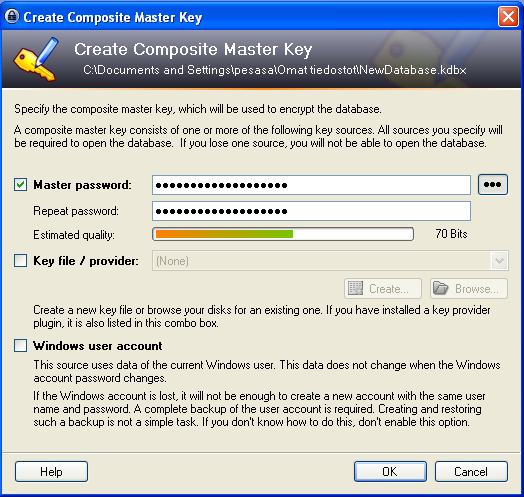 Create Composite Master Key
Create Composite Master Key
C:\Documents and Settings\pesasa\Omat tiedostot\NewDatabase.kdbx
Specify the composite master key, which will be used to encrypt the database.
A composite master key consists of one or more of the following key sources. All sources you specify will
be required to open the database. If you lose one source, you will not be able to open the database.
Master password: ●●●●●●●●●●●●●●●●●●● •••
Repeat password: ●●●●●●●●●●●●●●●●●●●
Estimated quality: 70 Bits
Key file / provider: (None)
Create... Browse...
Create a new key file or browse your disks for an existing one. If you have installed a key provider
plugin, it is also listed in this combo box.
Windows user account
This source uses data of the current Windows user. This data does not change when the Windows
account password changes.
If the Windows account is lost, it will not be enough to create a new account with the same user
name and password. A complete backup of the user account is required. Creating and restoring
such a backup is not a simple task. If you don't know how to do this, don't enable this option.
Help OK Cancel